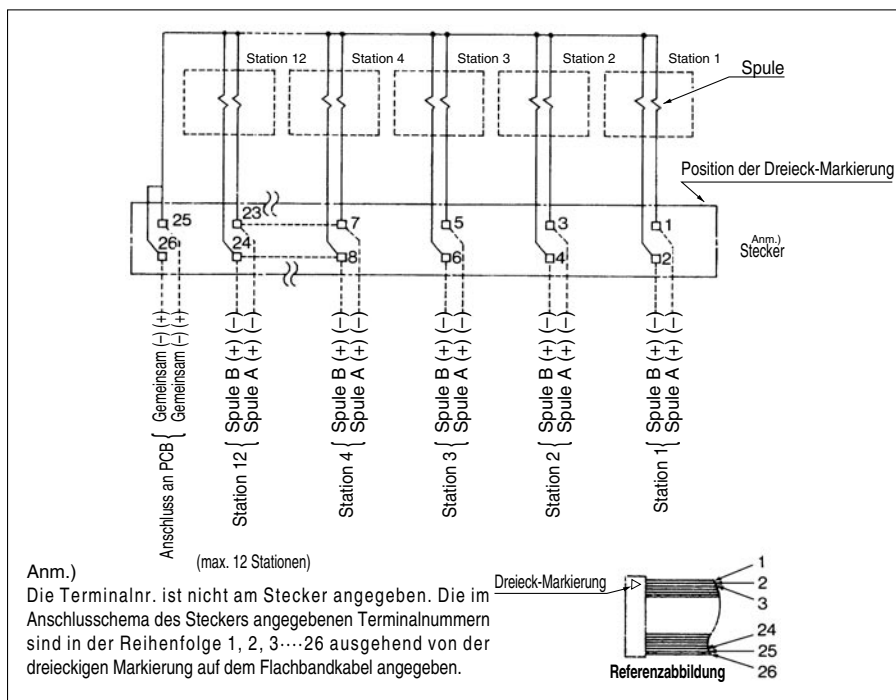 Station 12
Station 4
Station 3
Station 2
Station 1
Spule
Position der Dreieck-Markierung
25
23
7
5
3
1
26
24
8
6
4
2
Anm.)
Stecker
Anschluss an PCB { Gemeinsam (–) (+)
Gemeinsam (–) (+)
Station 12 { Spule B (+) (–)
Spule A (+) (–)
Station 4 { Spule B (+) (–)
Spule A (+) (–)
Station 3 { Spule B (+) (–)
Spule A (+) (–)
Station 2 { Spule B (+) (–)
Spule A (+) (–)
Station 1 { Spule B (+) (–)
Spule A (+) (–)
(max. 12 Stationen)
Anm.)
Die Terminalnr. ist nicht am Stecker angegeben. Die im
Anschlusschema des Steckers angegebenen Terminalnummern
sind in der Reihenfolge 1, 2, 3····26 ausgehend von der
dreieckigen Markierung auf dem Flachbandkabel angegeben.
Dreieck-Markierung
1
2
3
24
25
26
Referenzabbildung